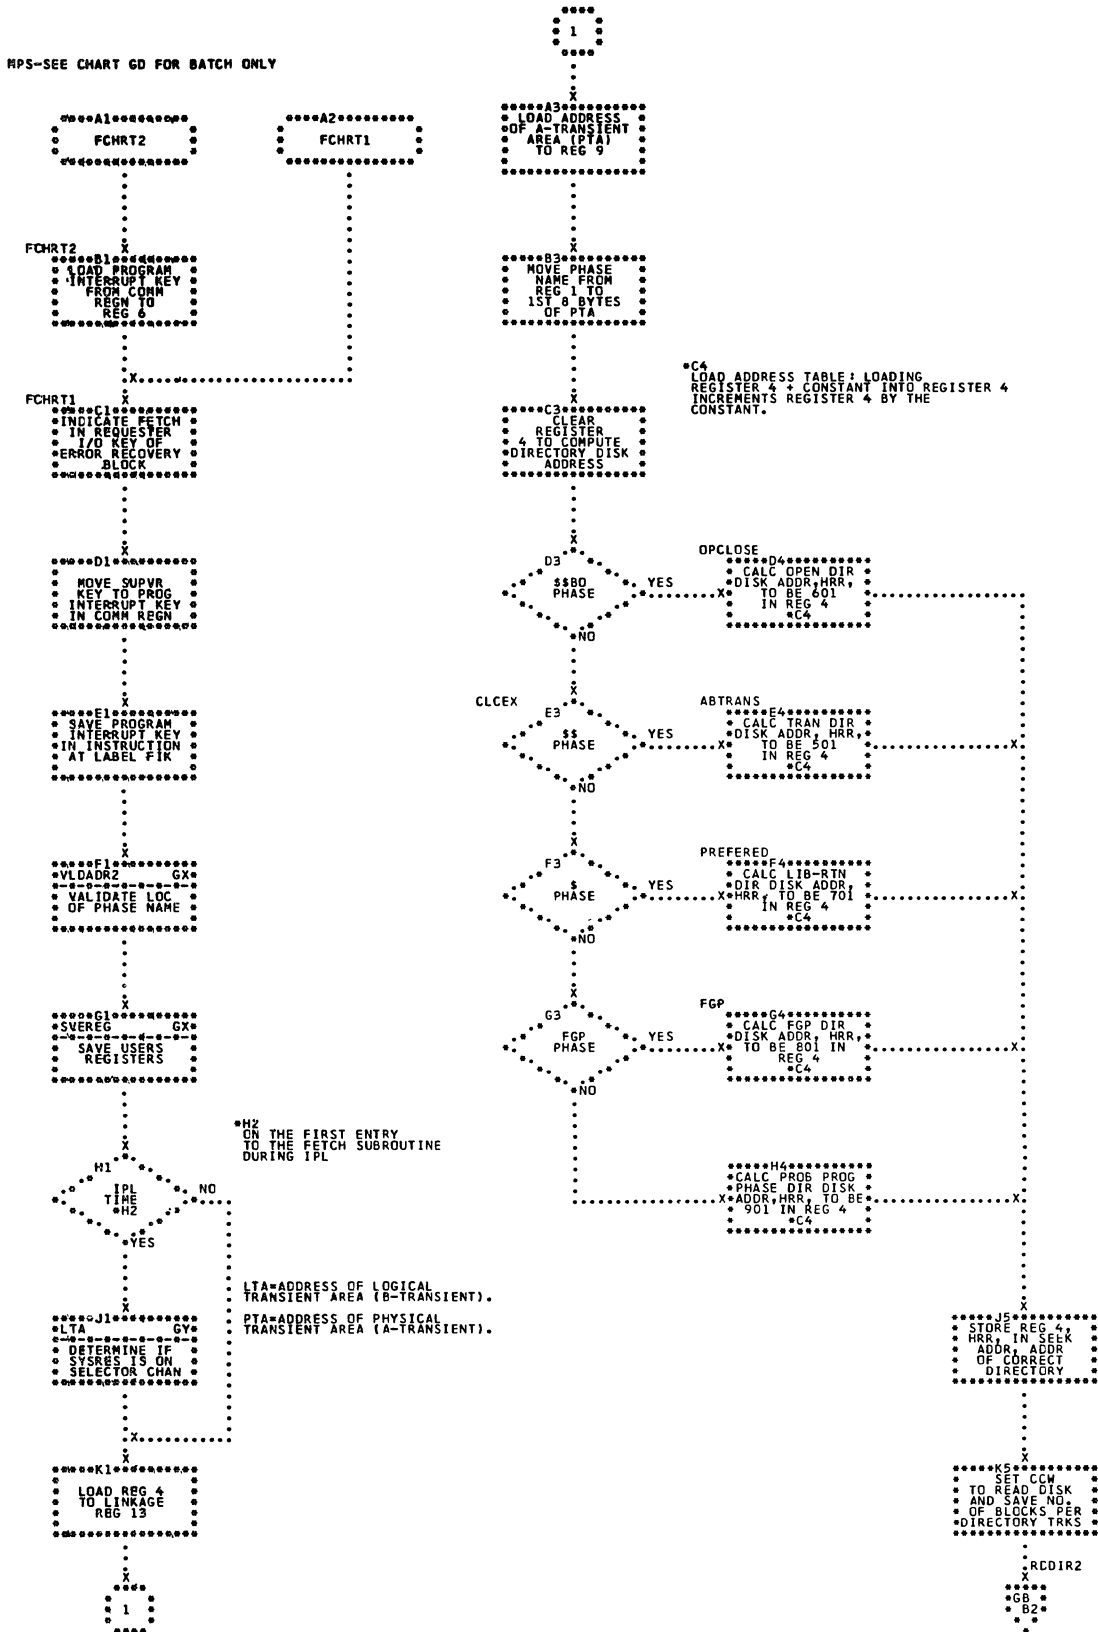 1
MPS-SEE CHART GD FOR BATCH ONLY
A1
FCHRT2
A2
FCHRT1
FCHRT2
B1
LOAD PROGRAM
INTERRUPT KEY
FROM COMM
REGN TO
REG 6
FCHRT1
C1
INDICATE FETCH
IN REQUESTER
I/O KEY OF
ERROR RECOVERY
BLOCK
D1
MOVE SUPVR
KEY TO PROG
INTERRUPT KEY
IN COMM REGN
E1
SAVE PROGRAM
INTERRUPT KEY
IN INSTRUCTION
AT LABEL FIK
F1
VLDADR2 GX
VALIDATE LOC
OF PHASE NAME
G1
SVEREG GX
SAVE USERS
REGISTERS
*H2
ON THE FIRST ENTRY
TO THE FETCH SUBROUTINE
DURING IPL
H1
IPL
TIME
*H2
NO
YES
LTA=ADDRESS OF LOGICAL
TRANSIENT AREA (B-TRANSIENT).
PTA=ADDRESS OF PHYSICAL
TRANSIENT AREA (A-TRANSIENT).
J1
LTA GY
DETERMINE IF
SYSRES IS ON
SELECTOR CHAN
K1
LOAD REG 4
TO LINKAGE
REG 13
1
A3
LOAD ADDRESS
OF A-TRANSIENT
AREA (PTA)
TO REG 9
B3
MOVE PHASE
NAME FROM
REG 1 TO
1ST 8 BYTES
OF PTA
*C4
LOAD ADDRESS TABLE: LOADING
REGISTER 4 + CONSTANT INTO REGISTER 4
INCREMENTS REGISTER 4 BY THE
CONSTANT.
C3
CLEAR
REGISTER
4 TO COMPUTE
DIRECTORY DISK
ADDRESS
D3
$$BO
PHASE
YES
NO
OPCLOSE
D4
CALC OPEN DIR
DISK ADDR,HRR,
TO BE 601
IN REG 4
*C4
CLCEX
E3
$$
PHASE
YES
NO
ABTRANS
E4
CALC TRAN DIR
DISK ADDR, HRR,
TO BE 501
IN REG 4
*C4
F3
$
PHASE
YES
NO
PREFERED
F4
CALC LIB-RTN
DIR DISK ADDR,
HRR, TO BE 701
IN REG 4
*C4
G3
FGP
PHASE
YES
NO
FGP
G4
CALC FGP DIR
DISK ADDR, HRR,
TO BE 801 IN
REG 4
*C4
H4
CALC PROB PROG
PHASE DIR DISK
ADDR,HRR, TO BE
901 IN REG 4
*C4
J5
STORE REG 4,
HRR, IN SEEK
ADDR, ADDR
OF CORRECT
DIRECTORY
K5
SET CCW
TO READ DISK
AND SAVE NO.
OF BLOCKS PER
DIRECTORY TRKS
RDDIR2
GB
B2